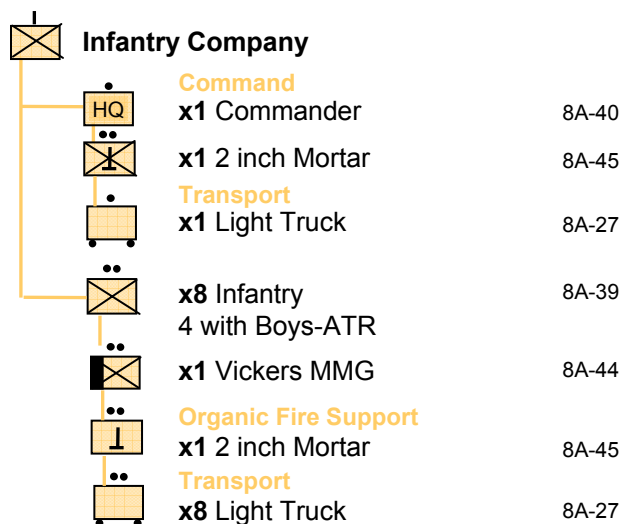 Infantry Company
Command
HQ x1 Commander 8A-40
x1 2 inch Mortar 8A-45
Transport
x1 Light Truck 8A-27
x8 Infantry 8A-39
4 with Boys-ATR
x1 Vickers MMG 8A-44
Organic Fire Support
x1 2 inch Mortar 8A-45
Transport
x8 Light Truck 8A-27